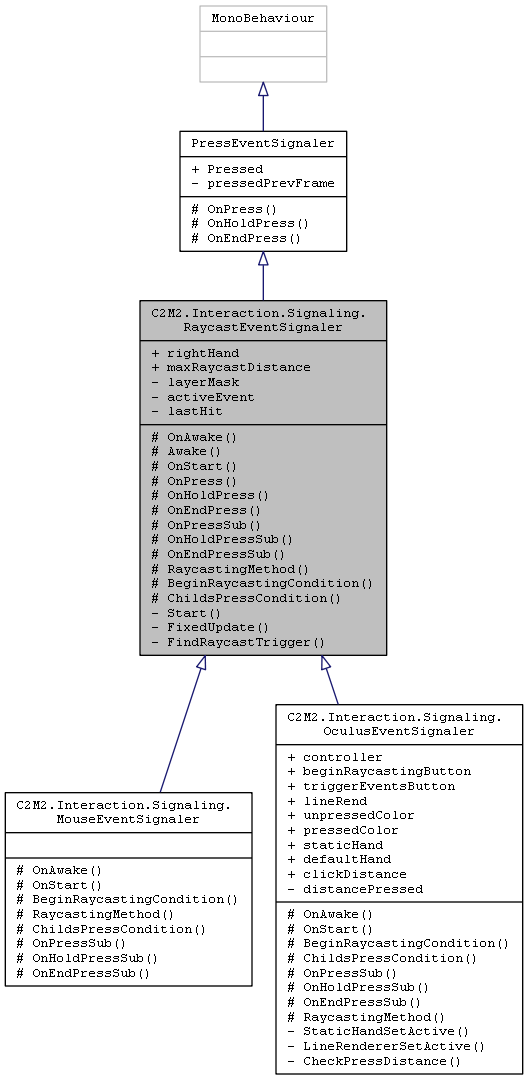 MonoBehaviour
PressEventSignaler
+ Pressed
- pressedPrevFrame
# OnPress()
# OnHoldPress()
# OnEndPress()
C2M2.Interaction.Signaling.
RaycastEventSignaler
+ rightHand
+ maxRaycastDistance
- layerMask
- activeEvent
- lastHit
# OnAwake()
# Awake()
# OnStart()
# OnPress()
# OnHoldPress()
# OnEndPress()
# OnPressSub()
# OnHoldPressSub()
# OnEndPressSub()
# RaycastingMethod()
# BeginRaycastingCondition()
# ChildsPressCondition()
- Start()
- FixedUpdate()
- FindRaycastTrigger()
C2M2.Interaction.Signaling.
MouseEventSignaler
# OnAwake()
# OnStart()
# BeginRaycastingCondition()
# RaycastingMethod()
# ChildsPressCondition()
# OnPressSub()
# OnHoldPressSub()
# OnEndPressSub()
C2M2.Interaction.Signaling.
OculusEventSignaler
+ controller
+ beginRaycastingButton
+ triggerEventsButton
+ lineRend
+ unpressedColor
+ pressedColor
+ staticHand
+ defaultHand
+ clickDistance
- distancePressed
# OnAwake()
# OnStart()
# BeginRaycastingCondition()
# ChildsPressCondition()
# OnPressSub()
# OnHoldPressSub()
# OnEndPressSub()
# RaycastingMethod()
- StaticHandSetActive()
- LineRendererSetActive()
- CheckPressDistance()